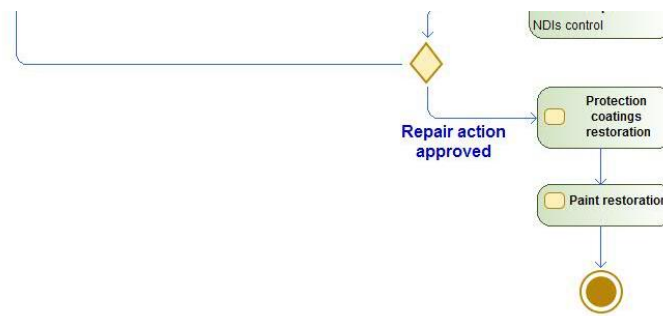 NDIs control
Protection
coatings
restoration
Repair action
approved
Paint restoration